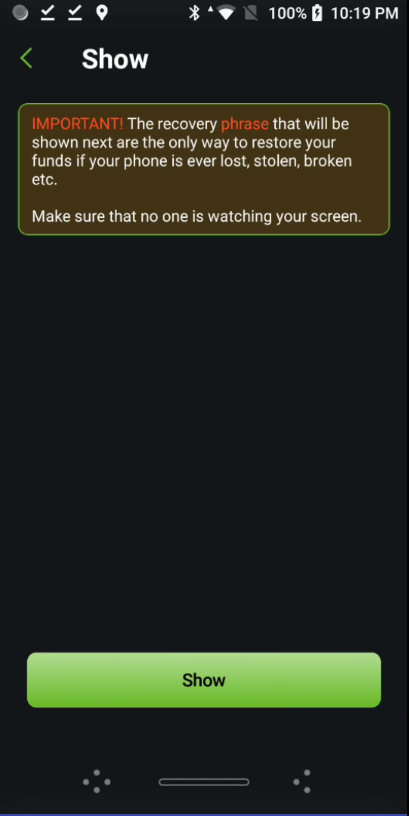 100% 10:19 PM
Show
IMPORTANT! The recovery phrase that will be
shown next are the only way to restore your
funds if your phone is ever lost, stolen, broken
etc.
Make sure that no one is watching your screen.
Show